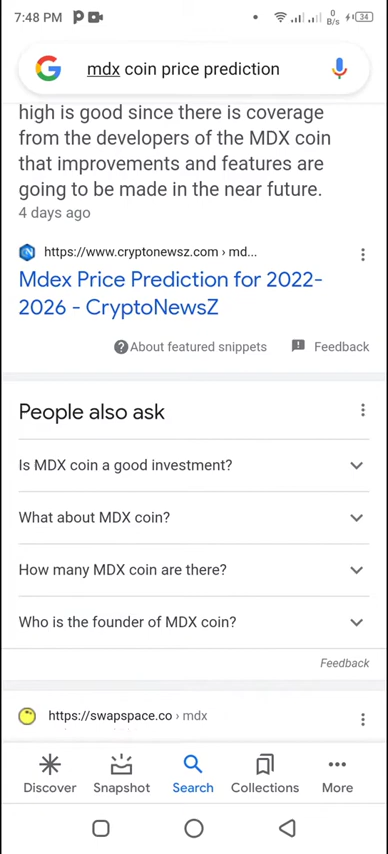 7:48 PM
0
B/s
34
mdx coin price prediction
high is good since there is coverage
from the developers of the MDX coin
that improvements and features are
going to be made in the near future.
4 days ago
https://www.cryptonewsz.com › md...
Mdex Price Prediction for 2022-
2026 - CryptoNewsZ
About featured snippets
Feedback
People also ask
Is MDX coin a good investment?
What about MDX coin?
How many MDX coin are there?
Who is the founder of MDX coin?
Feedback
https://swapspace.co › mdx
Discover
Snapshot
Search
Collections
More